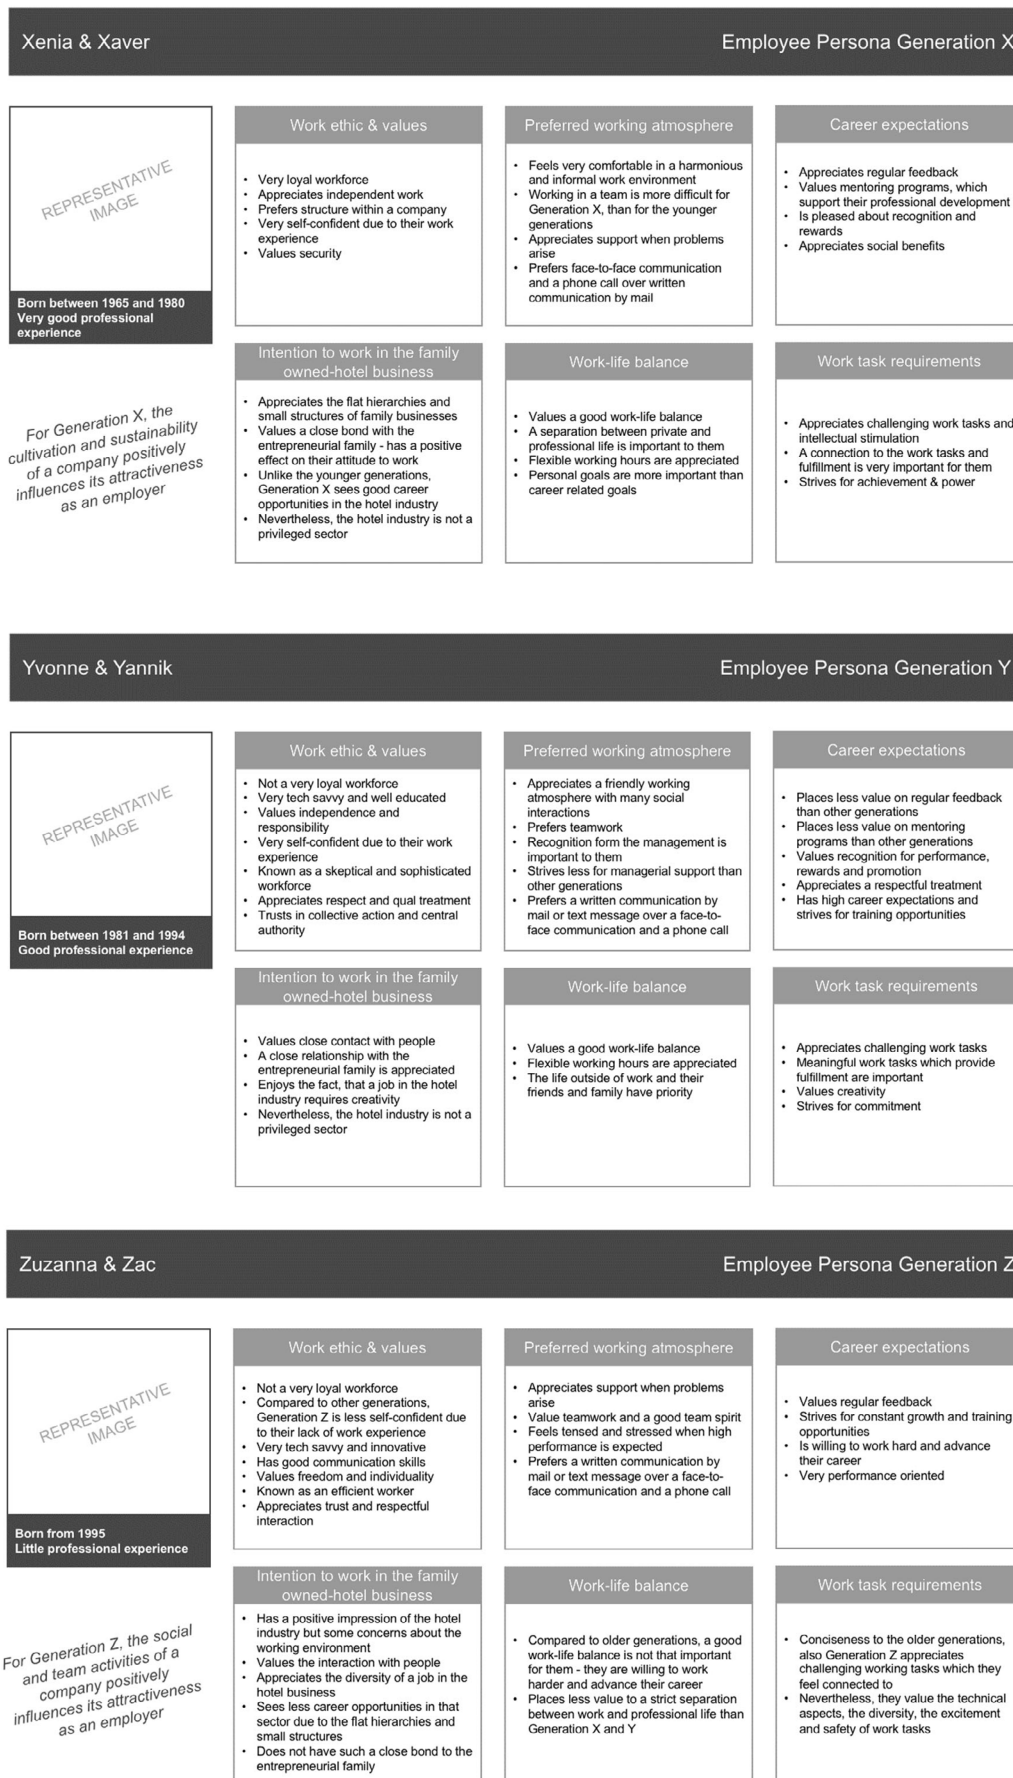 Xenia & Xaver
Employee Persona Generation X
REPRESENTATIVE
IMAGE
Born between 1965 and 1980
Very good professional
experience
For Generation X, the
cultivation and sustainability
of a company positively
influences its attractiveness
as an employer
Work ethic & values
• Very loyal workforce
• Appreciates independent work
• Prefers structure within a company
• Very self-confident due to their work
experience
• Values security
Preferred working atmosphere
• Feels very comfortable in a harmonious
and informal work environment
• Working in a team is more difficult for
Generation X, than for the younger
generations
• Appreciates support when problems
arise
• Prefers face-to-face communication
and a phone call over written
communication by mail
Career expectations
• Appreciates regular feedback
• Values mentoring programs, which
support their professional development
• Is pleased about recognition and
rewards
• Appreciates social benefits
Intention to work in the family
owned-hotel business
• Appreciates the flat hierarchies and
small structures of family businesses
• Values a close bond with the
entrepreneurial family - has a positive
effect on their attitude to work
• Unlike the younger generations,
Generation X sees good career
opportunities in the hotel industry
• Nevertheless, the hotel industry is not a
privileged sector
Work-life balance
• Values a good work-life balance
• A separation between private and
professional life is important to them
• Flexible working hours are appreciated
• Personal goals are more important than
career related goals
Work task requirements
• Appreciates challenging work tasks and
intellectual stimulation
• A connection to the work tasks and
fulfillment is very important for them
• Strives for achievement & power
Yvonne & Yannik
Employee Persona Generation Y
REPRESENTATIVE
IMAGE
Born between 1981 and 1994
Good professional experience
Work ethic & values
• Not a very loyal workforce
• Very tech savvy and well educated
• Values independence and
responsibility
• Very self-confident due to their work
experience
• Known as a skeptical and sophisticated
workforce
• Appreciates respect and qual treatment
• Trusts in collective action and central
authority
Preferred working atmosphere
• Appreciates a friendly working
atmosphere with many social
interactions
• Prefers teamwork
• Recognition form the management is
important to them
• Strives less for managerial support than
other generations
• Prefers a written communication by
mail or text message over a face-to-
face communication and a phone call
Career expectations
• Places less value on regular feedback
than other generations
• Places less value on mentoring
programs than other generations
• Values recognition for performance,
rewards and promotion
• Appreciates a respectful treatment
• Has high career expectations and
strives for training opportunities
Intention to work in the family
owned-hotel business
• Values close contact with people
• A close relationship with the
entrepreneurial family is appreciated
• Enjoys the fact, that a job in the hotel
industry requires creativity
• Nevertheless, the hotel industry is not a
privileged sector
Work-life balance
• Values a good work-life balance
• Flexible working hours are appreciated
• The life outside of work and their
friends and family have priority
Work task requirements
• Appreciates challenging work tasks
• Meaningful work tasks which provide
fulfillment are important
• Values creativity
• Strives for commitment
Zuzanna & Zac
Employee Persona Generation Z
REPRESENTATIVE
IMAGE
Born from 1995
Little professional experience
For Generation Z, the social
and team activities of a
company positively
influences its attractiveness
as an employer
Work ethic & values
• Not a very loyal workforce
• Compared to other generations,
Generation Z is less self-confident due
to their lack of work experience
• Very tech savvy and innovative
• Has good communication skills
• Values freedom and individuality
• Known as an efficient worker
• Appreciates trust and respectful
interaction
Preferred working atmosphere
• Appreciates support when problems
arise
• Value teamwork and a good team spirit
• Feels tensed and stressed when high
performance is expected
• Prefers a written communication by
mail or text message over a face-to-
face communication and a phone call
Career expectations
• Values regular feedback
• Strives for constant growth and training
opportunities
• Is willing to work hard and advance
their career
• Very performance oriented
Intention to work in the family
owned-hotel business
• Has a positive impression of the hotel
industry but some concerns about the
working environment
• Values the interaction with people
• Appreciates the diversity of a job in the
hotel business
• Sees less career opportunities in that
sector due to the flat hierarchies and
small structures
• Does not have such a close bond to the
entrepreneurial family
Work-life balance
• Compared to older generations, a good
work-life balance is not that important
for them - they are willing to work
harder and advance their career
• Places less value to a strict separation
between work and professional life than
Generation X and Y
Work task requirements
• Conciseness to the older generations,
also Generation Z appreciates
challenging working tasks which they
feel connected to
• Nevertheless, they value the technical
aspects, the diversity, the excitement
and safety of work tasks